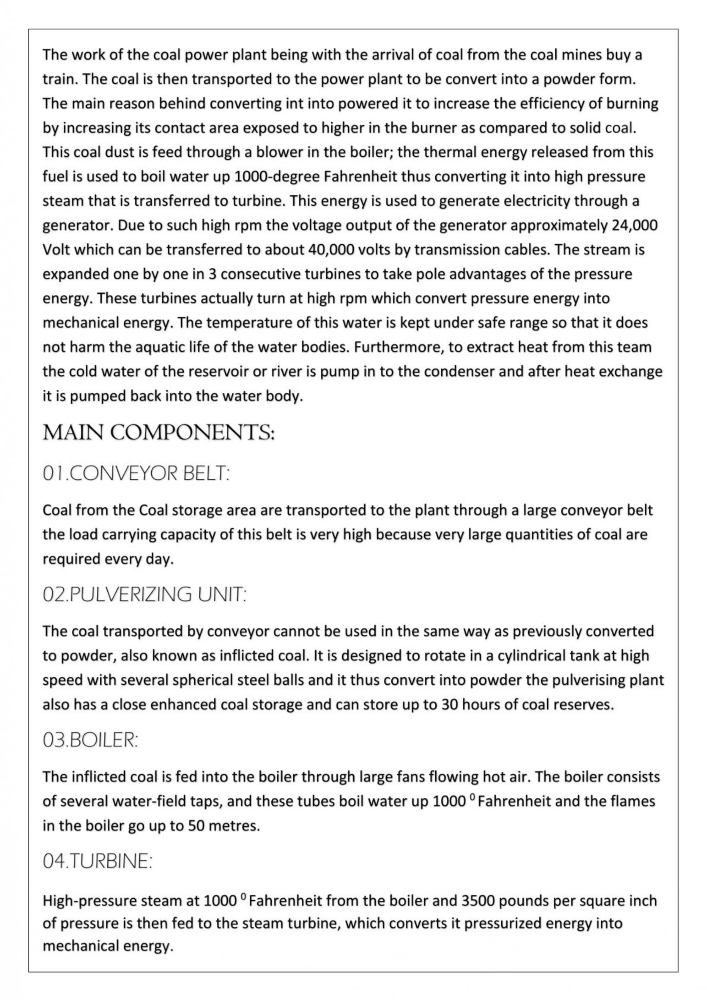 The work of the coal power plant being with the arrival of coal from the coal mines buy a
train. The coal is then transported to the power plant to be convert into a powder form.
The main reason behind converting int into powered it to increase the efficiency of burning
by increasing its contact area exposed to higher in the burner as compared to solid coal.
This coal dust is feed through a blower in the boiler; the thermal energy released from this
fuel is used to boil water up 1000-degree Fahrenheit thus converting it into high pressure
steam that is transferred to turbine. This energy is used to generate electricity through a
generator. Due to such high rpm the voltage output of the generator approximately 24,000
Volt which can be transferred to about 40,000 volts by transmission cables. The stream is
expanded one by one in 3 consecutive turbines to take pole advantages of the pressure
energy. These turbines actually turn at high rpm which convert pressure energy into
mechanical energy. The temperature of this water is kept under safe range so that it does
not harm the aquatic life of the water bodies. Furthermore, to extract heat from this team
the cold water of the reservoir or river is pump in to the condenser and after heat exchange
it is pumped back into the water body.
MAIN COMPONENTS:
01.CONVEYOR BELT:
Coal from the Coal storage area are transported to the plant through a large conveyor belt
the load carrying capacity of this belt is very high because very large quantities of coal are
required every day.
02.PULVERIZING UNIT:
The coal transported by conveyor cannot be used in the same way as previously converted
to powder, also known as inflicted coal. It is designed to rotate in a cylindrical tank at high
speed with several spherical steel balls and it thus convert into powder the pulverising plant
also has a close enhanced coal storage and can store up to 30 hours of coal reserves.
03.BOILER:
The inflicted coal is fed into the boiler through large fans flowing hot air. The boiler consists
of several water-field taps, and these tubes boil water up 1000 ⁰ Fahrenheit and the flames
in the boiler go up to 50 metres.
04.TURBINE:
High-pressure steam at 1000 ⁰ Fahrenheit from the boiler and 3500 pounds per square inch
of pressure is then fed to the steam turbine, which converts it pressurized energy into
mechanical energy.